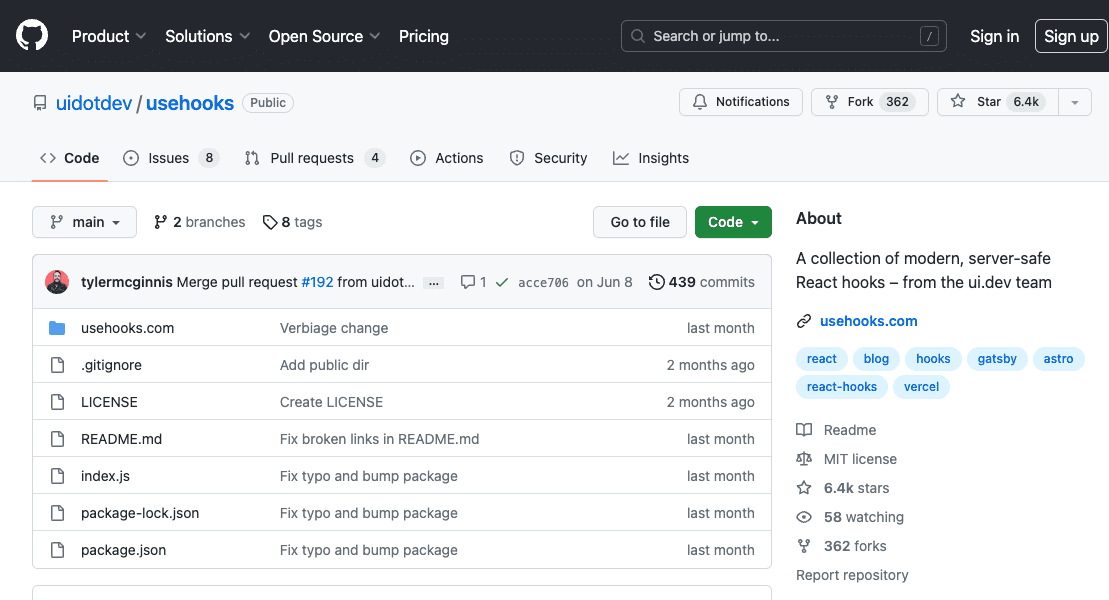 Product Solutions Open Source Pricing Search or jump to... / Sign in Sign up
uidotdev / usehooks Public Notifications Fork 362 Star 6.4k
Code Issues 8 Pull requests 4 Actions Security Insights
main 2 branches 8 tags Go to file Code
tylermcginnis Merge pull request #192 from uidot... ... 1 acce706 on Jun 8 439 commits
usehooks.com Verbiage change last month
.gitignore Add public dir 2 months ago
LICENSE Create LICENSE 2 months ago
README.md Fix broken links in README.md last month
index.js Fix typo and bump package last month
package-lock.json Fix typo and bump package last month
package.json Fix typo and bump package last month
About
A collection of modern, server-safe
React hooks – from the ui.dev team
usehooks.com
react blog hooks gatsby astro
react-hooks vercel
Readme
MIT license
6.4k stars
58 watching
362 forks
Report repository